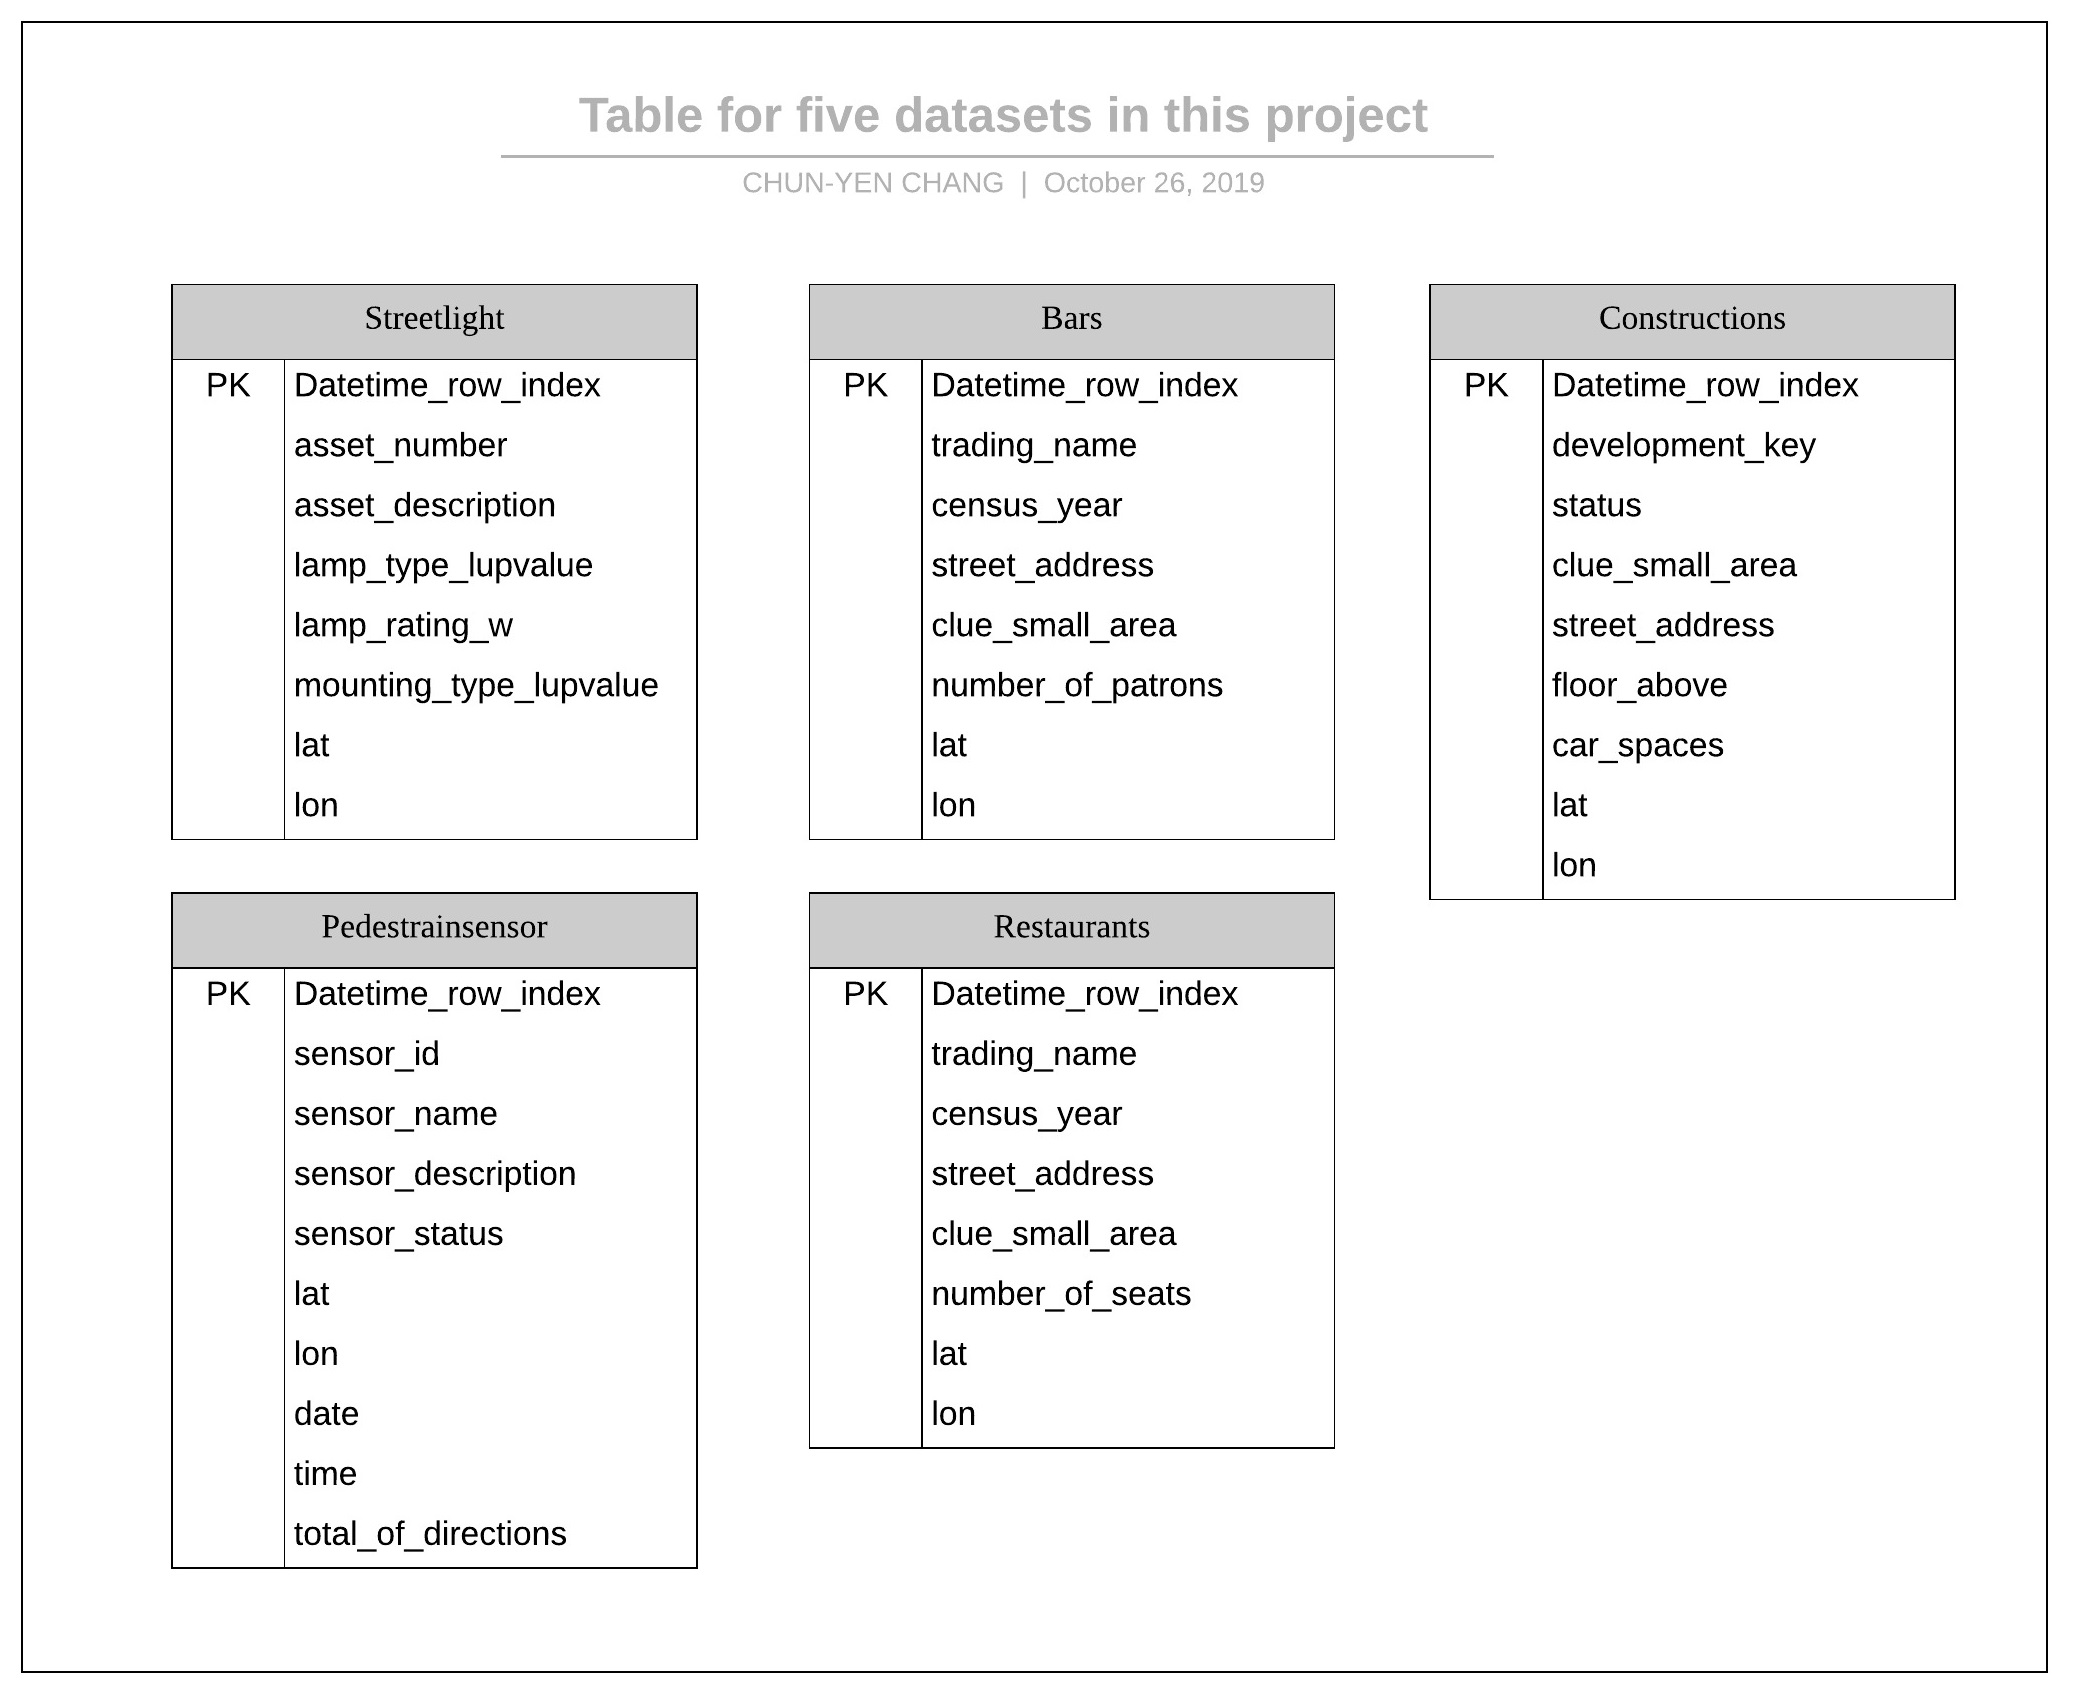 Table for five datasets in this project
CHUN-YEN CHANG | October 26, 2019
Streetlight
PK Datetime_row_index
asset_number
asset_description
lamp_type_lupvalue
lamp_rating_w
mounting_type_lupvalue
lat
lon
Bars
PK Datetime_row_index
trading_name
census_year
street_address
clue_small_area
number_of_patrons
lat
lon
Constructions
PK Datetime_row_index
development_key
status
clue_small_area
street_address
floor_above
car_spaces
lat
lon
Pedestrainsensor
PK Datetime_row_index
sensor_id
sensor_name
sensor_description
sensor_status
lat
lon
date
time
total_of_directions
Restaurants
PK Datetime_row_index
trading_name
census_year
street_address
clue_small_area
number_of_seats
lat
lon